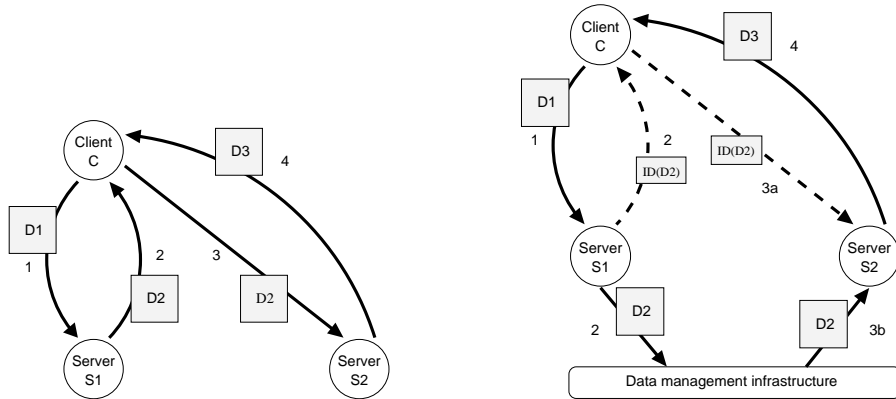 Client
C
D3
4
D1
1
2
3
D2
D2
Server
S1
Server
S2
Client
C
D3
4
D1
1
2
ID(D2)
ID(D2)
3a
Server
S1
Server
S2
D2
2
D2
3b
Data management infrastructure